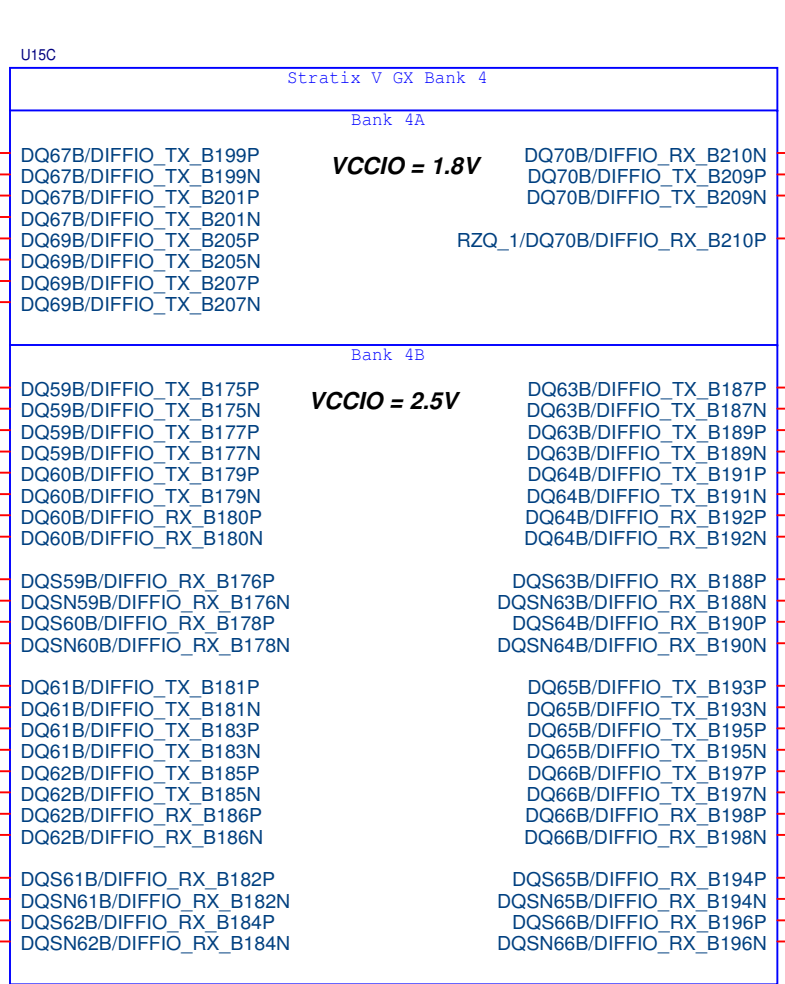 U15C
Stratix V GX Bank 4
Bank 4A
VCCIO = 1.8V
DQ67B/DIFFIO_TX_B199P
DQ67B/DIFFIO_TX_B199N
DQ67B/DIFFIO_TX_B201P
DQ67B/DIFFIO_TX_B201N
DQ69B/DIFFIO_TX_B205P
DQ69B/DIFFIO_TX_B205N
DQ69B/DIFFIO_TX_B207P
DQ69B/DIFFIO_TX_B207N
DQ70B/DIFFIO_RX_B210N
DQ70B/DIFFIO_TX_B209P
DQ70B/DIFFIO_TX_B209N
RZQ_1/DQ70B/DIFFIO_RX_B210P
Bank 4B
VCCIO = 2.5V
DQ59B/DIFFIO_TX_B175P
DQ59B/DIFFIO_TX_B175N
DQ59B/DIFFIO_TX_B177P
DQ59B/DIFFIO_TX_B177N
DQ60B/DIFFIO_TX_B179P
DQ60B/DIFFIO_TX_B179N
DQ60B/DIFFIO_RX_B180P
DQ60B/DIFFIO_RX_B180N
DQS59B/DIFFIO_RX_B176P
DQSN59B/DIFFIO_RX_B176N
DQS60B/DIFFIO_RX_B178P
DQSN60B/DIFFIO_RX_B178N
DQ61B/DIFFIO_TX_B181P
DQ61B/DIFFIO_TX_B181N
DQ61B/DIFFIO_TX_B183P
DQ61B/DIFFIO_TX_B183N
DQ62B/DIFFIO_TX_B185P
DQ62B/DIFFIO_TX_B185N
DQ62B/DIFFIO_RX_B186P
DQ62B/DIFFIO_RX_B186N
DQS61B/DIFFIO_RX_B182P
DQSN61B/DIFFIO_RX_B182N
DQS62B/DIFFIO_RX_B184P
DQSN62B/DIFFIO_RX_B184N
DQ63B/DIFFIO_TX_B187P
DQ63B/DIFFIO_TX_B187N
DQ63B/DIFFIO_TX_B189P
DQ63B/DIFFIO_TX_B189N
DQ64B/DIFFIO_TX_B191P
DQ64B/DIFFIO_TX_B191N
DQ64B/DIFFIO_RX_B192P
DQ64B/DIFFIO_RX_B192N
DQS63B/DIFFIO_RX_B188P
DQSN63B/DIFFIO_RX_B188N
DQS64B/DIFFIO_RX_B190P
DQSN64B/DIFFIO_RX_B190N
DQ65B/DIFFIO_TX_B193P
DQ65B/DIFFIO_TX_B193N
DQ65B/DIFFIO_TX_B195P
DQ65B/DIFFIO_TX_B195N
DQ66B/DIFFIO_TX_B197P
DQ66B/DIFFIO_TX_B197N
DQ66B/DIFFIO_RX_B198P
DQ66B/DIFFIO_RX_B198N
DQS65B/DIFFIO_RX_B194P
DQSN65B/DIFFIO_RX_B194N
DQS66B/DIFFIO_RX_B196P
DQSN66B/DIFFIO_RX_B196N